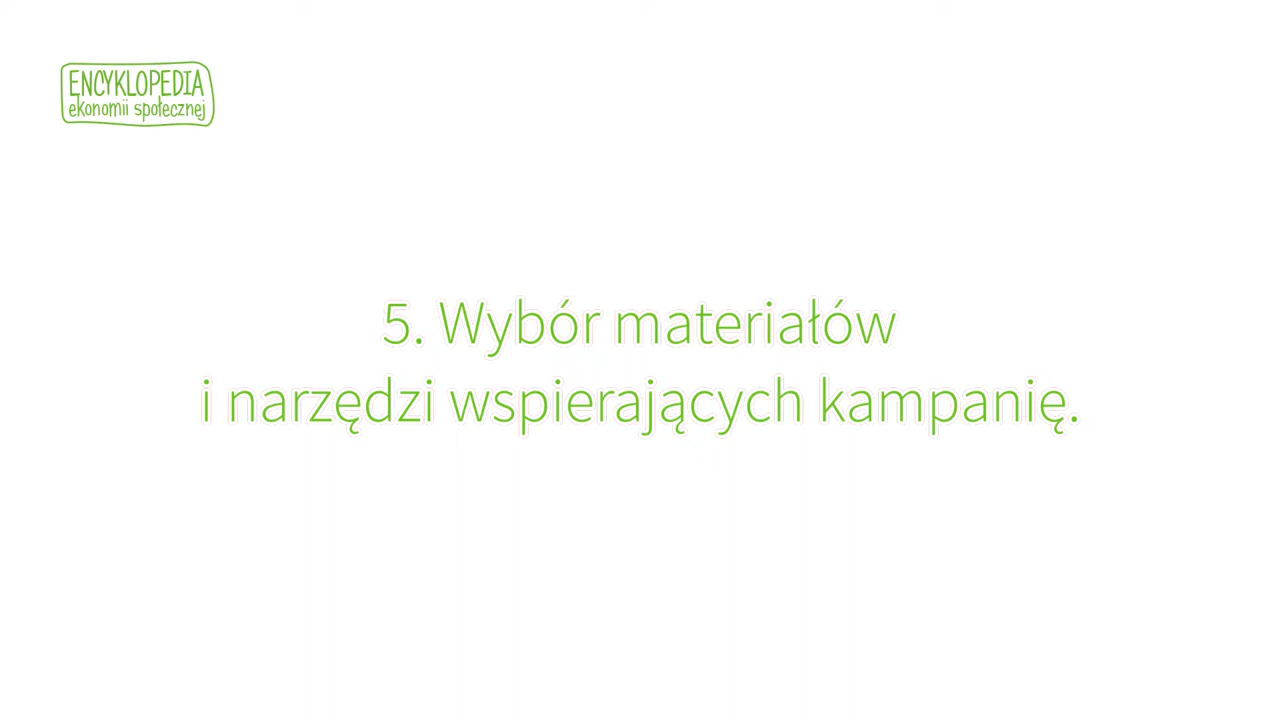 ENCYKLOPEDIA
ekonomii społecznej
5. Wybór materiałów
i narzędzi wspierających kampanię.